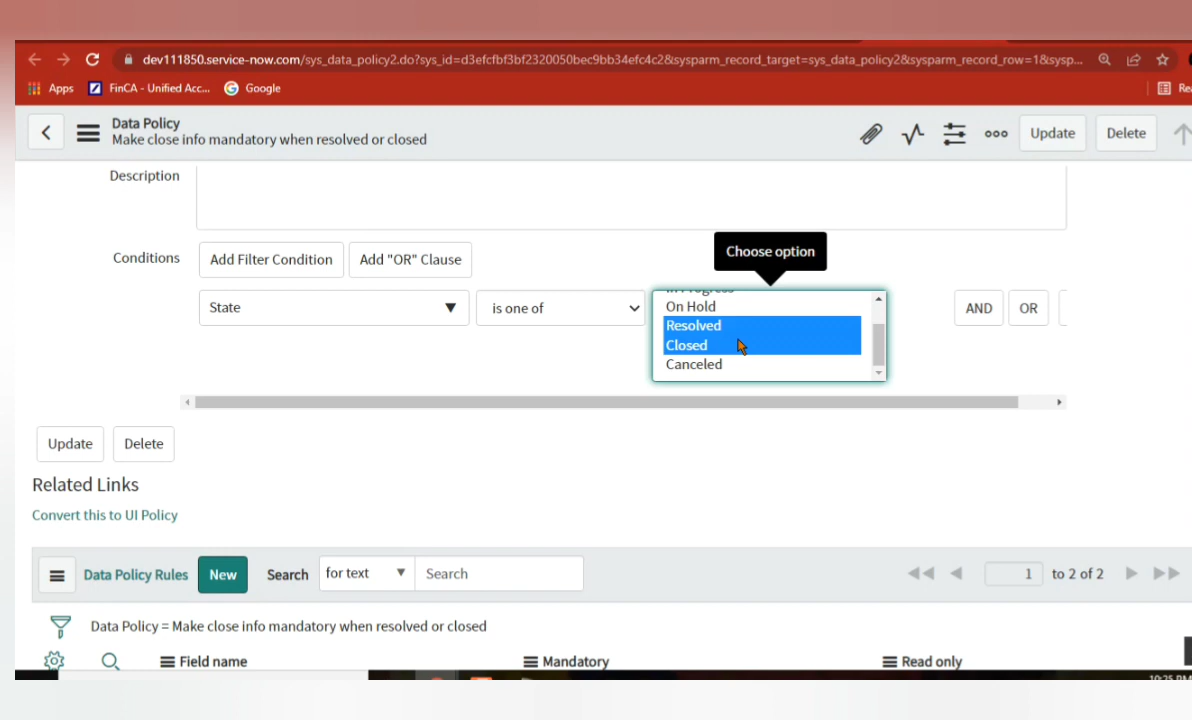 dev111850.service-now.com/sys_data_policy2.do?sys_id=d3efcfbf3bf2320050bec9bb34efc4c2&sysparm_record_target=sys_data_policy2&sysparm_record_row=1&sysp...
Apps FinCA - Unified Acc... Google Rea
Data Policy
Make close info mandatory when resolved or closed
Update Delete
Description
Conditions Add Filter Condition Add "OR" Clause
Choose option
State is one of
In Progress
On Hold
Resolved
Closed
Canceled
AND OR
Update Delete
Related Links
Convert this to UI Policy
Data Policy Rules New Search for text Search 1 to 2 of 2
Data Policy = Make close info mandatory when resolved or closed
Field name Mandatory Read only
10:25 PM